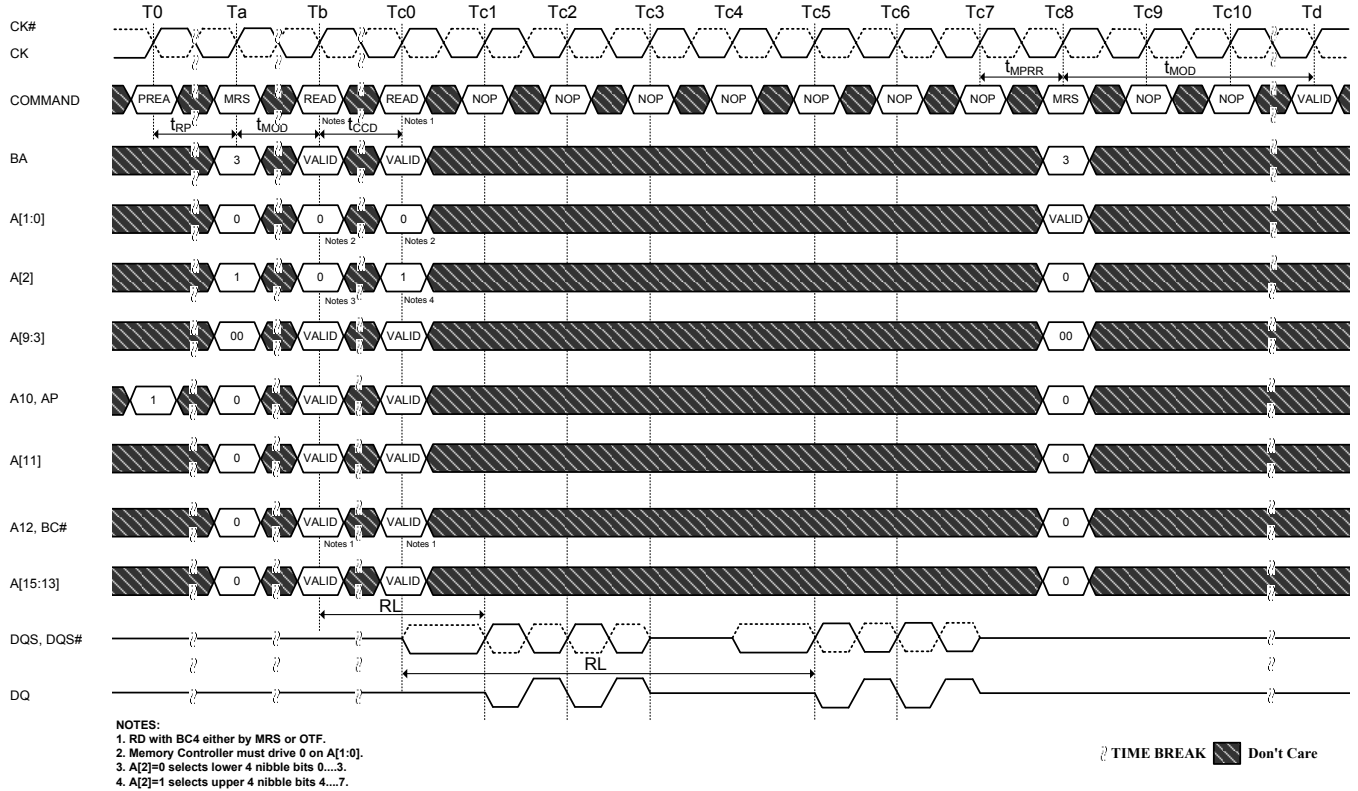 T0 Ta Tb Tc0 Tc1 Tc2 Tc3 Tc4 Tc5 Tc6 Tc7 Tc8 Tc9 Tc10 Td
CK#
CK
tMPRR tMOD
COMMAND PREA MRS READ READ NOP NOP NOP NOP NOP NOP NOP MRS NOP NOP VALID
Notes 1 Notes 1
tRP tMOD tCCD
BA 3 VALID VALID 3
A[1:0] 0 0 0 VALID
Notes 2 Notes 2
A[2] 1 0 1 0
Notes 3 Notes 4
A[9:3] 00 VALID VALID 00
A10, AP 1 0 VALID VALID 0
A[11] 0 VALID VALID 0
A12, BC# 0 VALID VALID 0
Notes 1 Notes 1
A[15:13] 0 VALID VALID 0
RL
DQS, DQS#
RL
DQ
NOTES:
1. RD with BC4 either by MRS or OTF.
2. Memory Controller must drive 0 on A[1:0].
3. A[2]=0 selects lower 4 nibble bits 0....3.
4. A[2]=1 selects upper 4 nibble bits 4....7.
TIME BREAK Don't Care